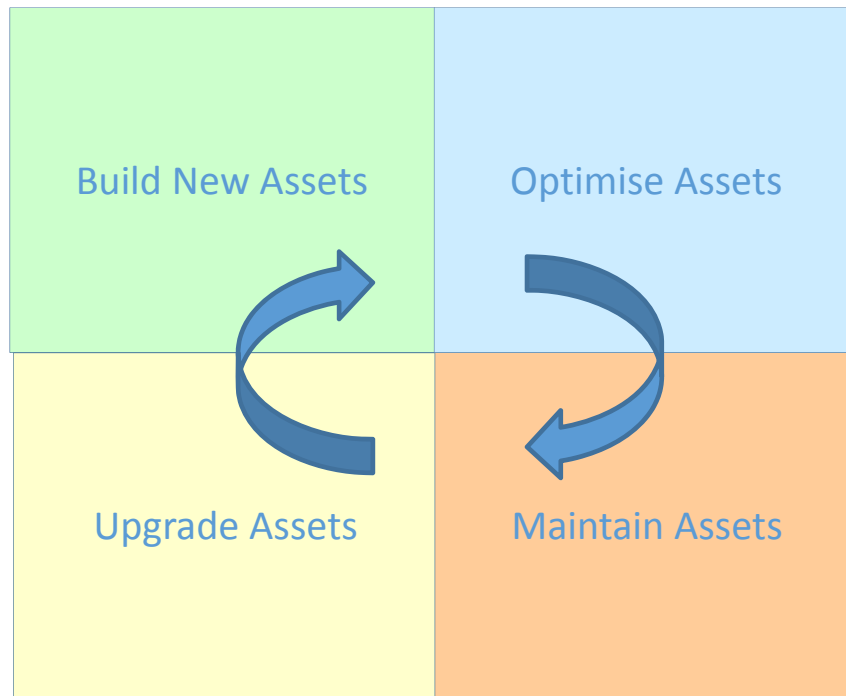 Build New Assets
Optimise Assets
Upgrade Assets
Maintain Assets